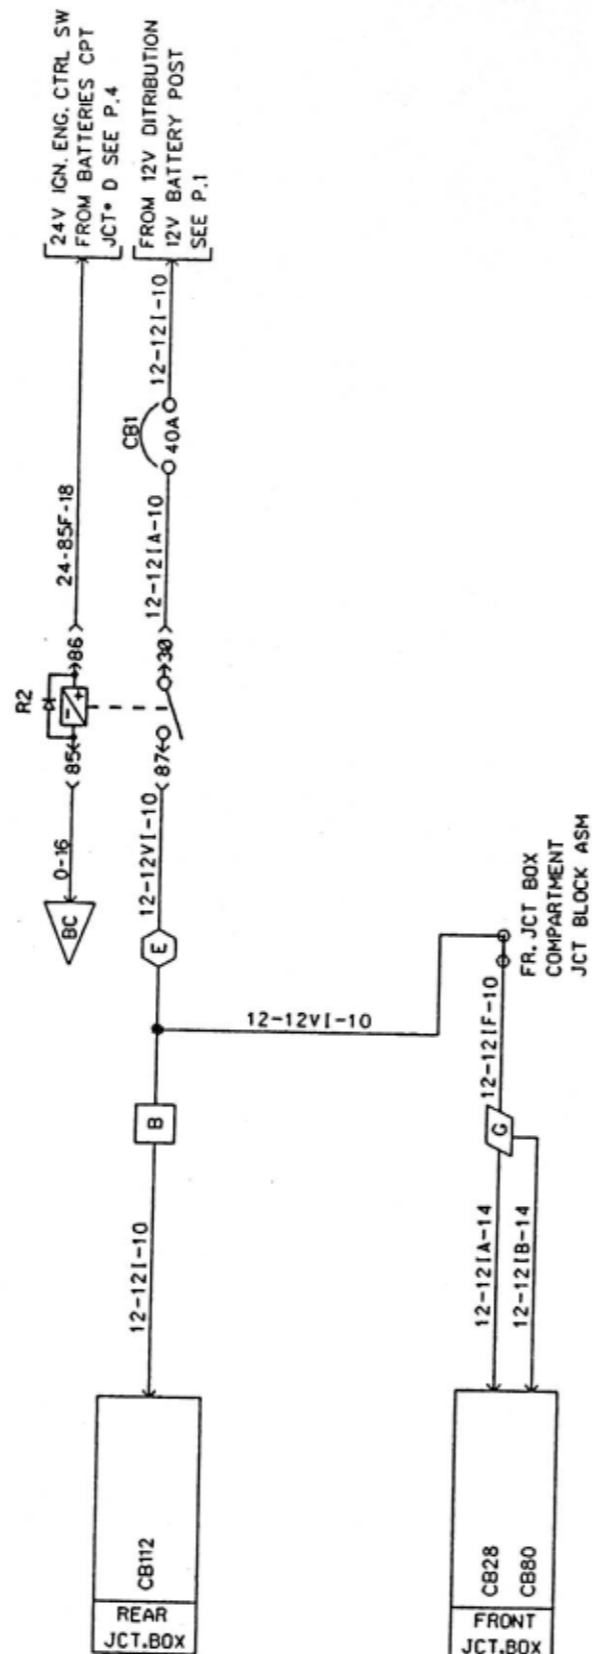 24V IGN. ENG. CTRL SW
FROM BATTERIES CPT
JCT* D SEE P.4
FROM 12V DITRIBUTION
12V BATTERY POST
SEE P.1
12-12I-10
CB1
40A
24-85F-18
12-12IA-10
R2
86
85
30
87
0-16
12-12VI-10
BC
E
12-12VI-10
FR. JCT BOX
COMPARTMENT
JCT BLOCK ASM
B
12-12IF-10
G
12-12I-10
12-12IA-14
12-12IB-14
CB112
REAR
JCT.BOX
CB28
CB80
FRONT
JCT.BOX